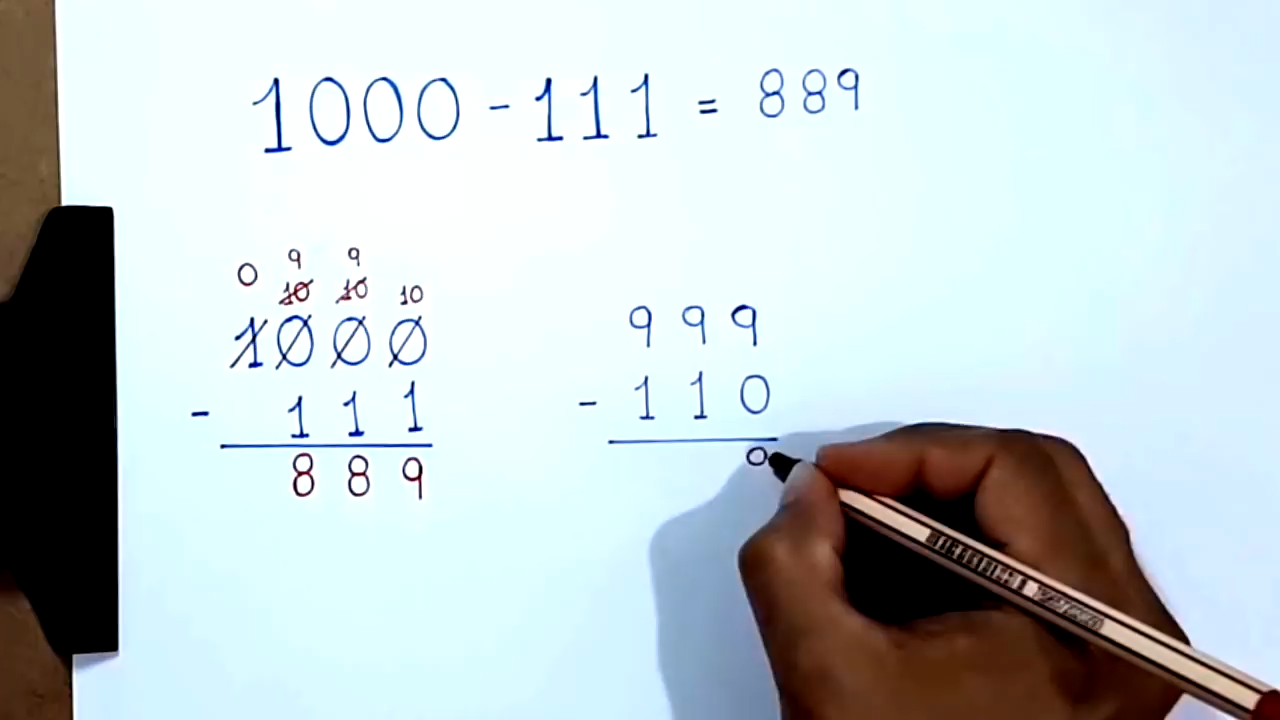 1000 - 111 = 889
0 9 9
10 10 10
1000
- 111
889
999
- 110
0